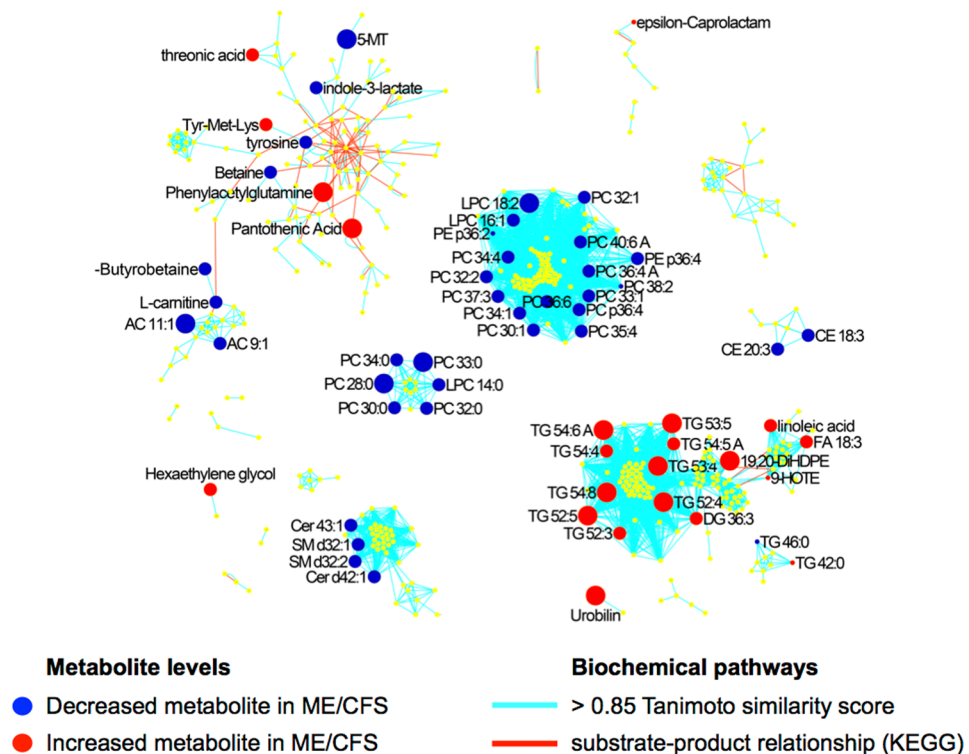 epsilon-Caprolactam
5-MT
threonic acid
indole-3-lactate
Tyr-Met-Lys
tyrosine
Betaine
Phenylacetylglutamine
Pantothenic Acid
-Butyrobetaine
L-carnitine
AC 11:1
AC 9:1
LPC 18:2
PC 32:1
LPC 16:1
PE p36:2
PC 40:6 A
PC 34:4
PE p36:4
PC 36:4 A
PC 32:2
PC 38:2
PC 37:3
PC 36:6
PC 33:1
PC 34:1
PC p36:4
PC 30:1
PC 35:4
CE 18:3
CE 20:3
PC 34:0
PC 33:0
PC 28:0
LPC 14:0
PC 30:0
PC 32:0
TG 54:6 A
TG 53:5
linoleic acid
TG 54:4
TG 54:5 A
FA 18:3
TG 53:4
19,20-DiHDPE
9-HOTE
TG 54:8
TG 52:4
TG 52:5
DG 36:3
TG 52:3
TG 46:0
TG 42:0
Hexaethylene glycol
Cer 43:1
SM d32:1
SM d32:2
Cer d42:1
Urobilin
Metabolite levels
Decreased metabolite in ME/CFS
Increased metabolite in ME/CFS
Biochemical pathways
> 0.85 Tanimoto similarity score
substrate-product relationship (KEGG)